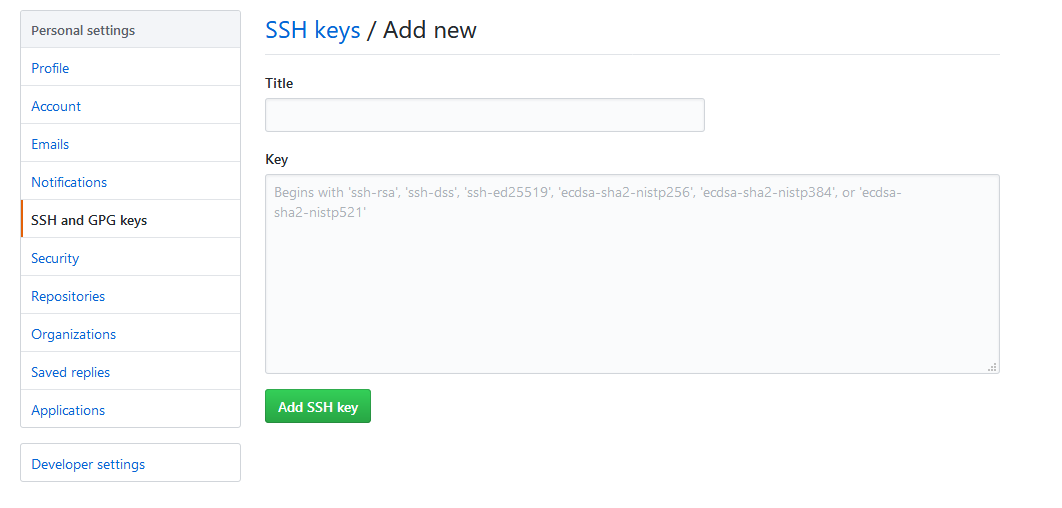 Personal settings
Profile
Account
Emails
Notifications
SSH and GPG keys
Security
Repositories
Organizations
Saved replies
Applications
Developer settings
SSH keys / Add new
Title
Key
Begins with 'ssh-rsa', 'ssh-dss', 'ssh-ed25519', 'ecdsa-sha2-nistp256', 'ecdsa-sha2-nistp384', or 'ecdsa-
sha2-nistp521'
Add SSH key